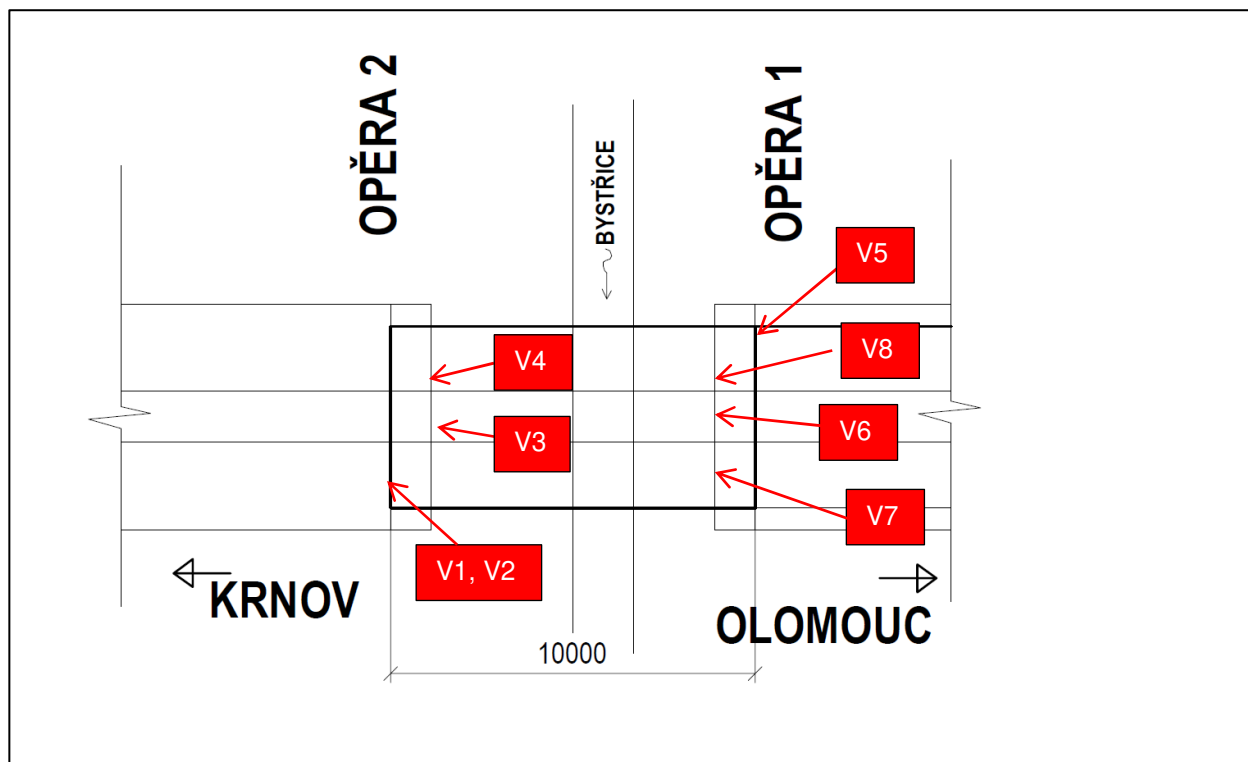 OPĚRA 2
OPĚRA 1
BYSTŘICE
V5
V4
V8
V3
V6
V7
V1, V2
KRNOV
OLOMOUC
10000